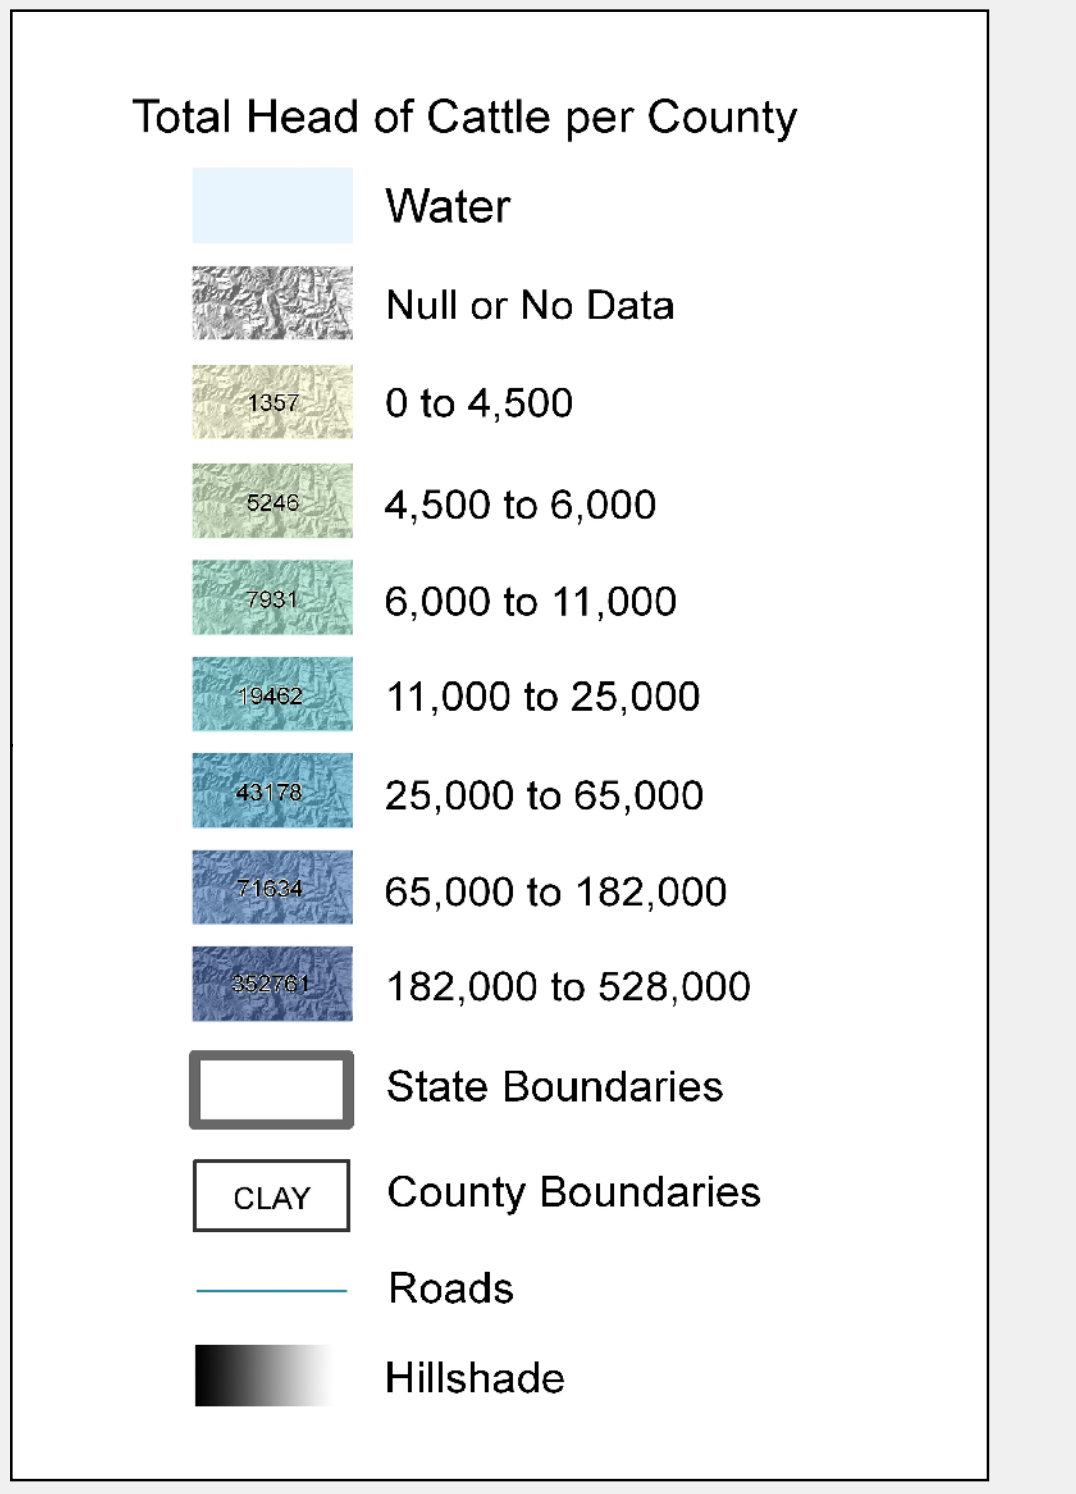 Total Head of Cattle per County
Water
Null or No Data
1357 0 to 4,500
5246 4,500 to 6,000
7931 6,000 to 11,000
19462 11,000 to 25,000
43178 25,000 to 65,000
71634 65,000 to 182,000
352761 182,000 to 528,000
State Boundaries
CLAY County Boundaries
Roads
Hillshade